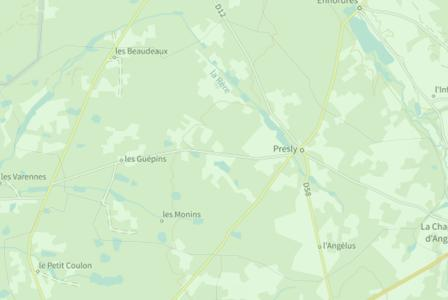 Ennordres
D12
les Beaudeaux
la Rère
l'Inf
Presly
les Guépins
les Varennes
D58
les Monins
La Cha
d'Ang
l'Angélus
le Petit Coulon